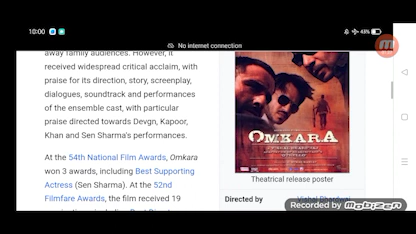 10:00
48%
No internet connection
away family audiences. However, it
received widespread critical acclaim, with
praise for its direction, story, screenplay,
dialogues, soundtrack and performances
of the ensemble cast, with particular
praise directed towards Devgn, Kapoor,
Khan and Sen Sharma's performances.
At the 54th National Film Awards, Omkara
won 3 awards, including Best Supporting
Actress (Sen Sharma). At the 52nd
Filmfare Awards, the film received 19
OMKARA
Theatrical release poster
Directed by Vishal Bhardwaj
Recorded by mobizen